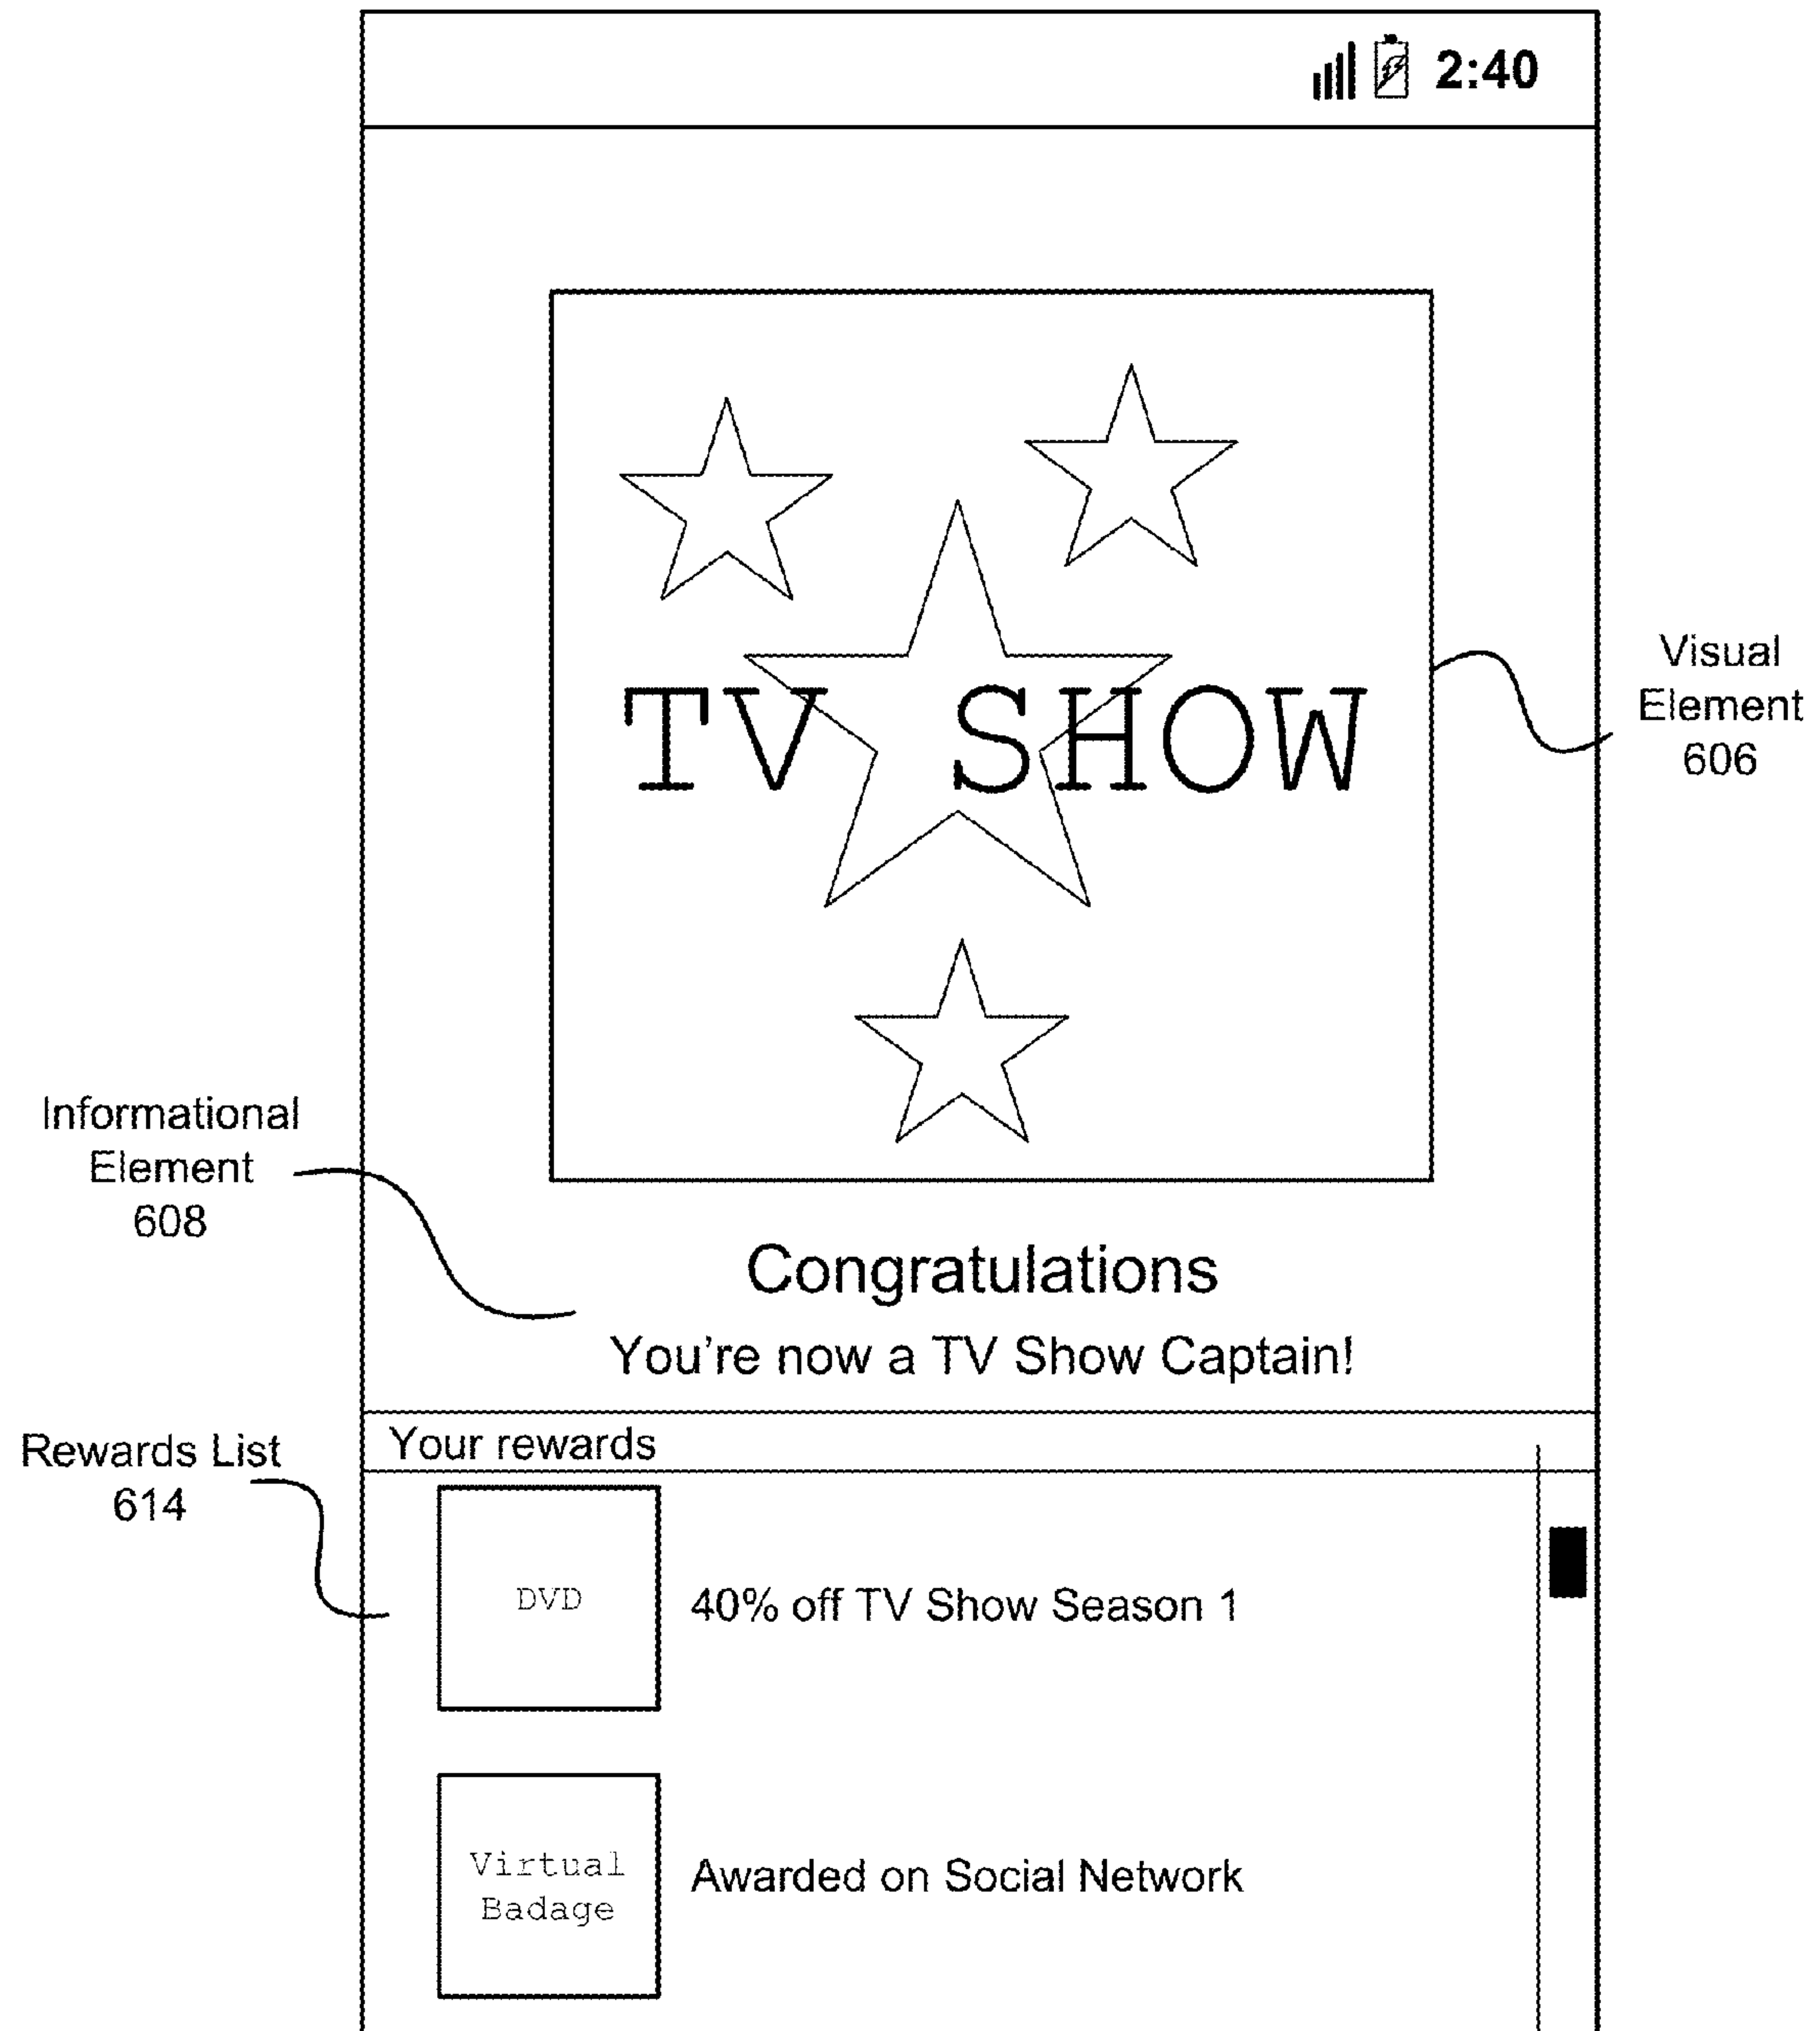 2:40
TV SHOW
Visual
Element
606
Informational
Element
608
Congratulations
You're now a TV Show Captain!
Rewards List
614
Your rewards
DVD
40% off TV Show Season 1
Virtual
Badage
Awarded on Social Network